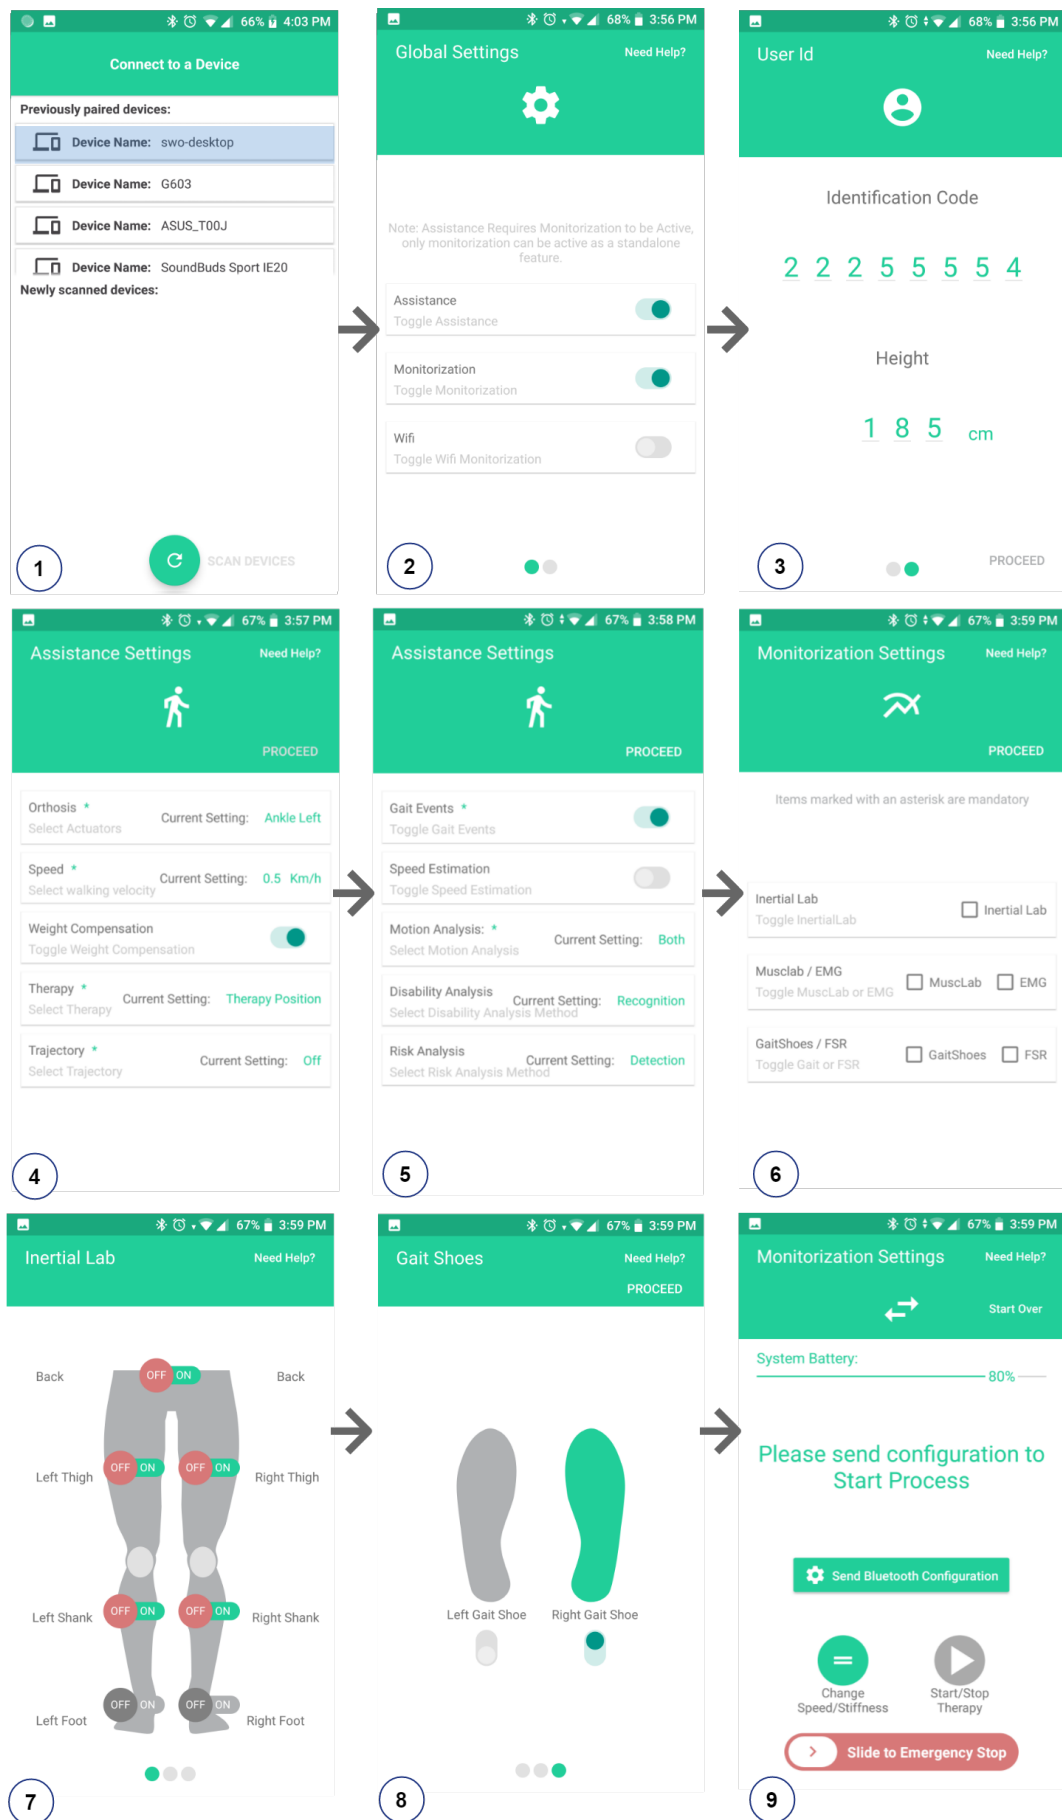 66% 4:03 PM
Connect to a Device
Previously paired devices:
Device Name: swo-desktop
Device Name: G603
Device Name: ASUS_T00J
Device Name: SoundBuds Sport IE20
Newly scanned devices:
SCAN DEVICES
1
68% 3:56 PM
Global Settings
Need Help?
Note: Assistance Requires Monitorization to be Active,
only monitorization can be active as a standalone
feature.
Assistance
Toggle Assistance
Monitorization
Toggle Monitorization
Wifi
Toggle Wifi Monitorization
2
68% 3:56 PM
User Id
Need Help?
Identification Code
2 2 2 5 5 5 5 4
Height
1 8 5 cm
PROCEED
3
67% 3:57 PM
Assistance Settings
Need Help?
PROCEED
Orthosis *
Select Actuators
Current Setting: Ankle Left
Speed *
Select walking velocity
Current Setting: 0.5 Km/h
Weight Compensation
Toggle Weight Compensation
Therapy *
Select Therapy
Current Setting: Therapy Position
Trajectory *
Select Trajectory
Current Setting: Off
4
67% 3:58 PM
Assistance Settings
PROCEED
Gait Events *
Toggle Gait Events
Speed Estimation
Toggle Speed Estimation
Motion Analysis: *
Select Motion Analysis
Current Setting: Both
Disability Analysis
Select Disability Analysis Method
Current Setting: Recognition
Risk Analysis
Select Risk Analysis Method
Current Setting: Detection
5
67% 3:59 PM
Monitorization Settings
Need Help?
PROCEED
Items marked with an asterisk are mandatory
Inertial Lab
Toggle InertialLab
Inertial Lab
Musclab / EMG
Toggle MuscLab or EMG
MuscLab EMG
GaitShoes / FSR
Toggle Gait or FSR
GaitShoes FSR
6
67% 3:59 PM
Inertial Lab
Need Help?
Back OFF ON Back
Left Thigh OFF ON OFF ON Right Thigh
Left Shank OFF ON OFF ON Right Shank
Left Foot OFF ON OFF ON Right Foot
7
67% 3:59 PM
Gait Shoes
Need Help?
PROCEED
Left Gait Shoe Right Gait Shoe
8
67% 3:59 PM
Monitorization Settings
Need Help?
Start Over
System Battery:
80%
Please send configuration to
Start Process
Send Bluetooth Configuration
Change
Speed/Stiffness
Start/Stop
Therapy
Slide to Emergency Stop
9